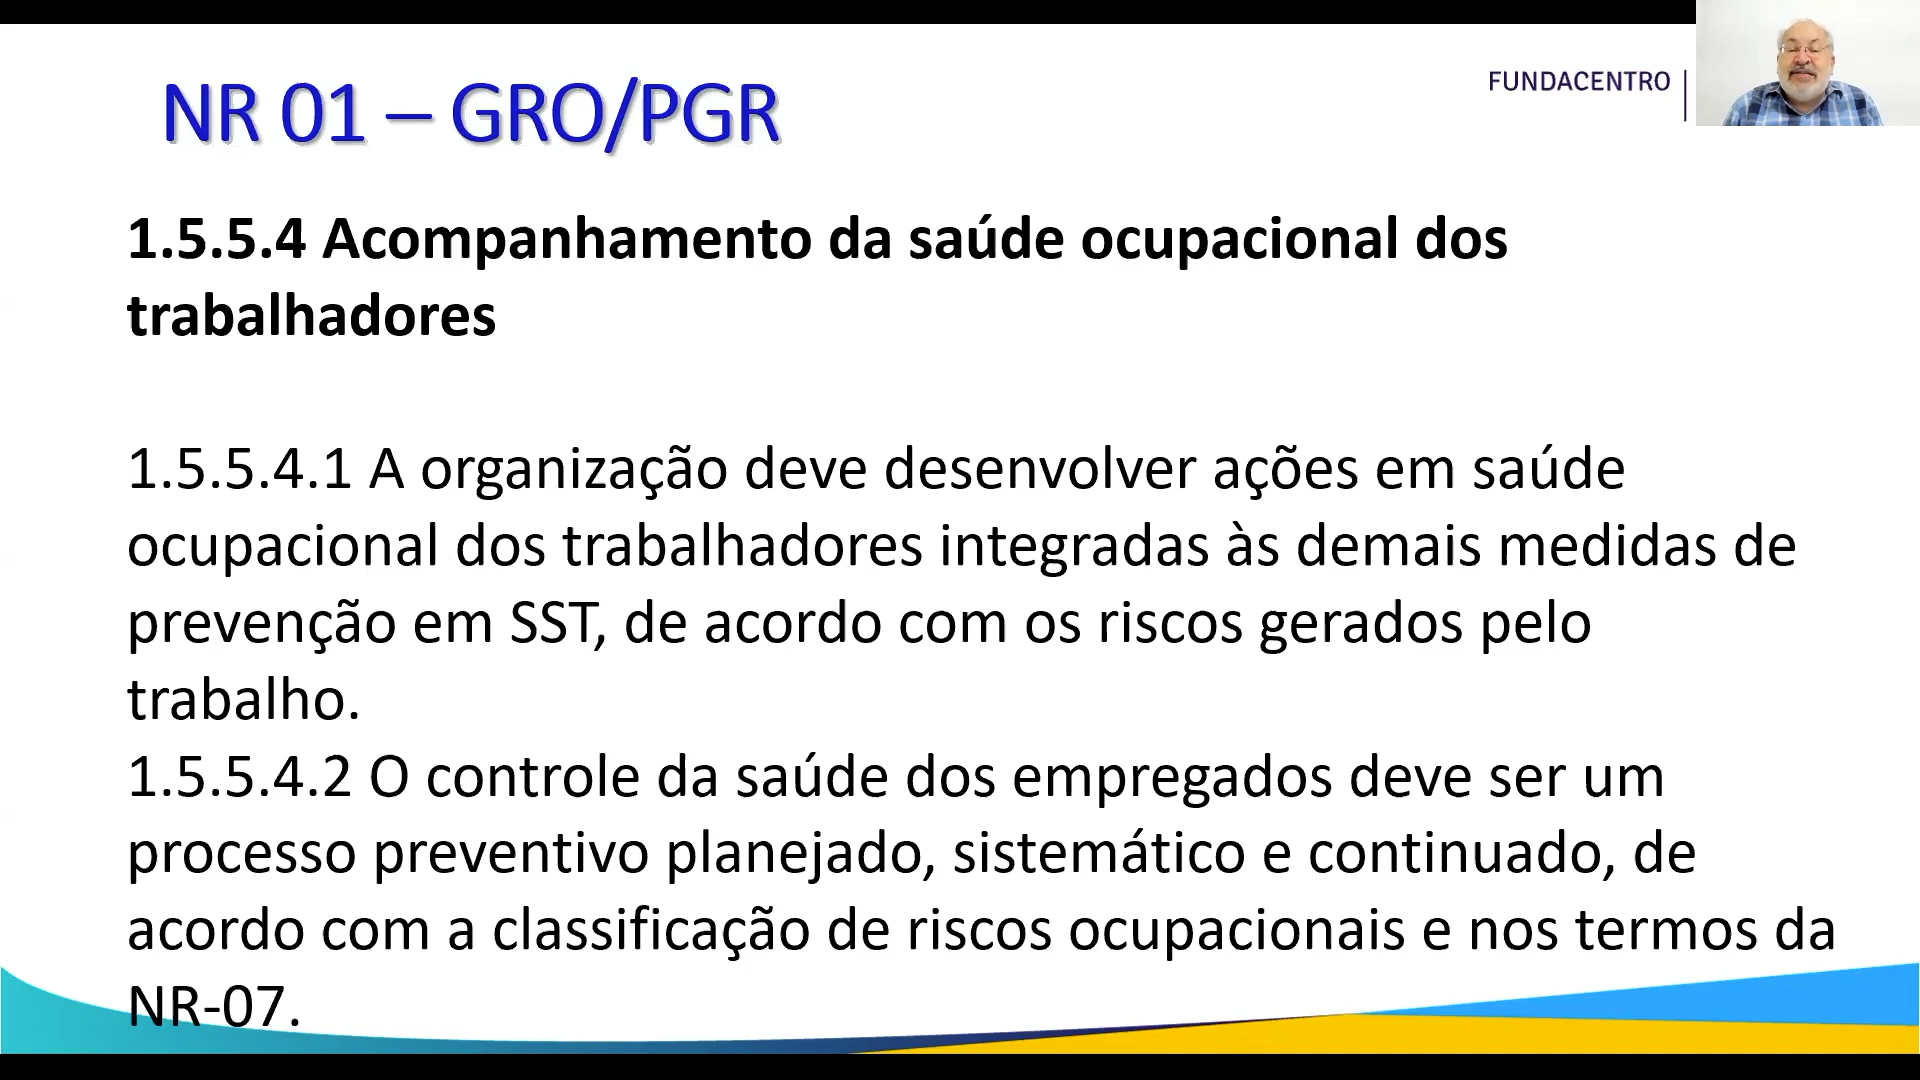 NR 01 – GRO/PGR
FUNDACENTRO
1.5.5.4 Acompanhamento da saúde ocupacional dos
trabalhadores
1.5.5.4.1 A organização deve desenvolver ações em saúde
ocupacional dos trabalhadores integradas às demais medidas de
prevenção em SST, de acordo com os riscos gerados pelo
trabalho.
1.5.5.4.2 O controle da saúde dos empregados deve ser um
processo preventivo planejado, sistemático e continuado, de
acordo com a classificação de riscos ocupacionais e nos termos da
NR-07.